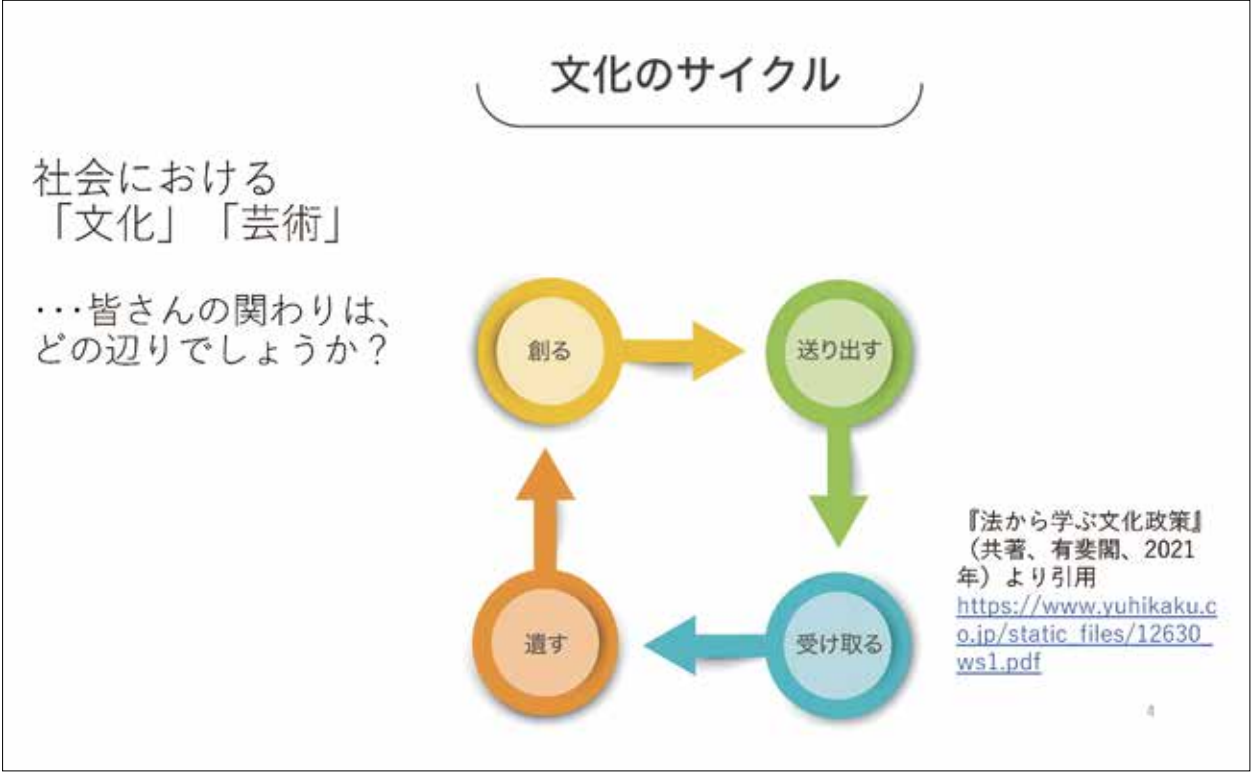 文化のサイクル
社会における
「文化」「芸術」
･･･皆さんの関わりは、
どの辺りでしょうか？
創る
送り出す
遺す
受け取る
『法から学ぶ文化政策』
（共著、有斐閣、2021
年）より引用
https://www.yuhikaku.c
o.jp/static_files/12630_
ws1.pdf
4